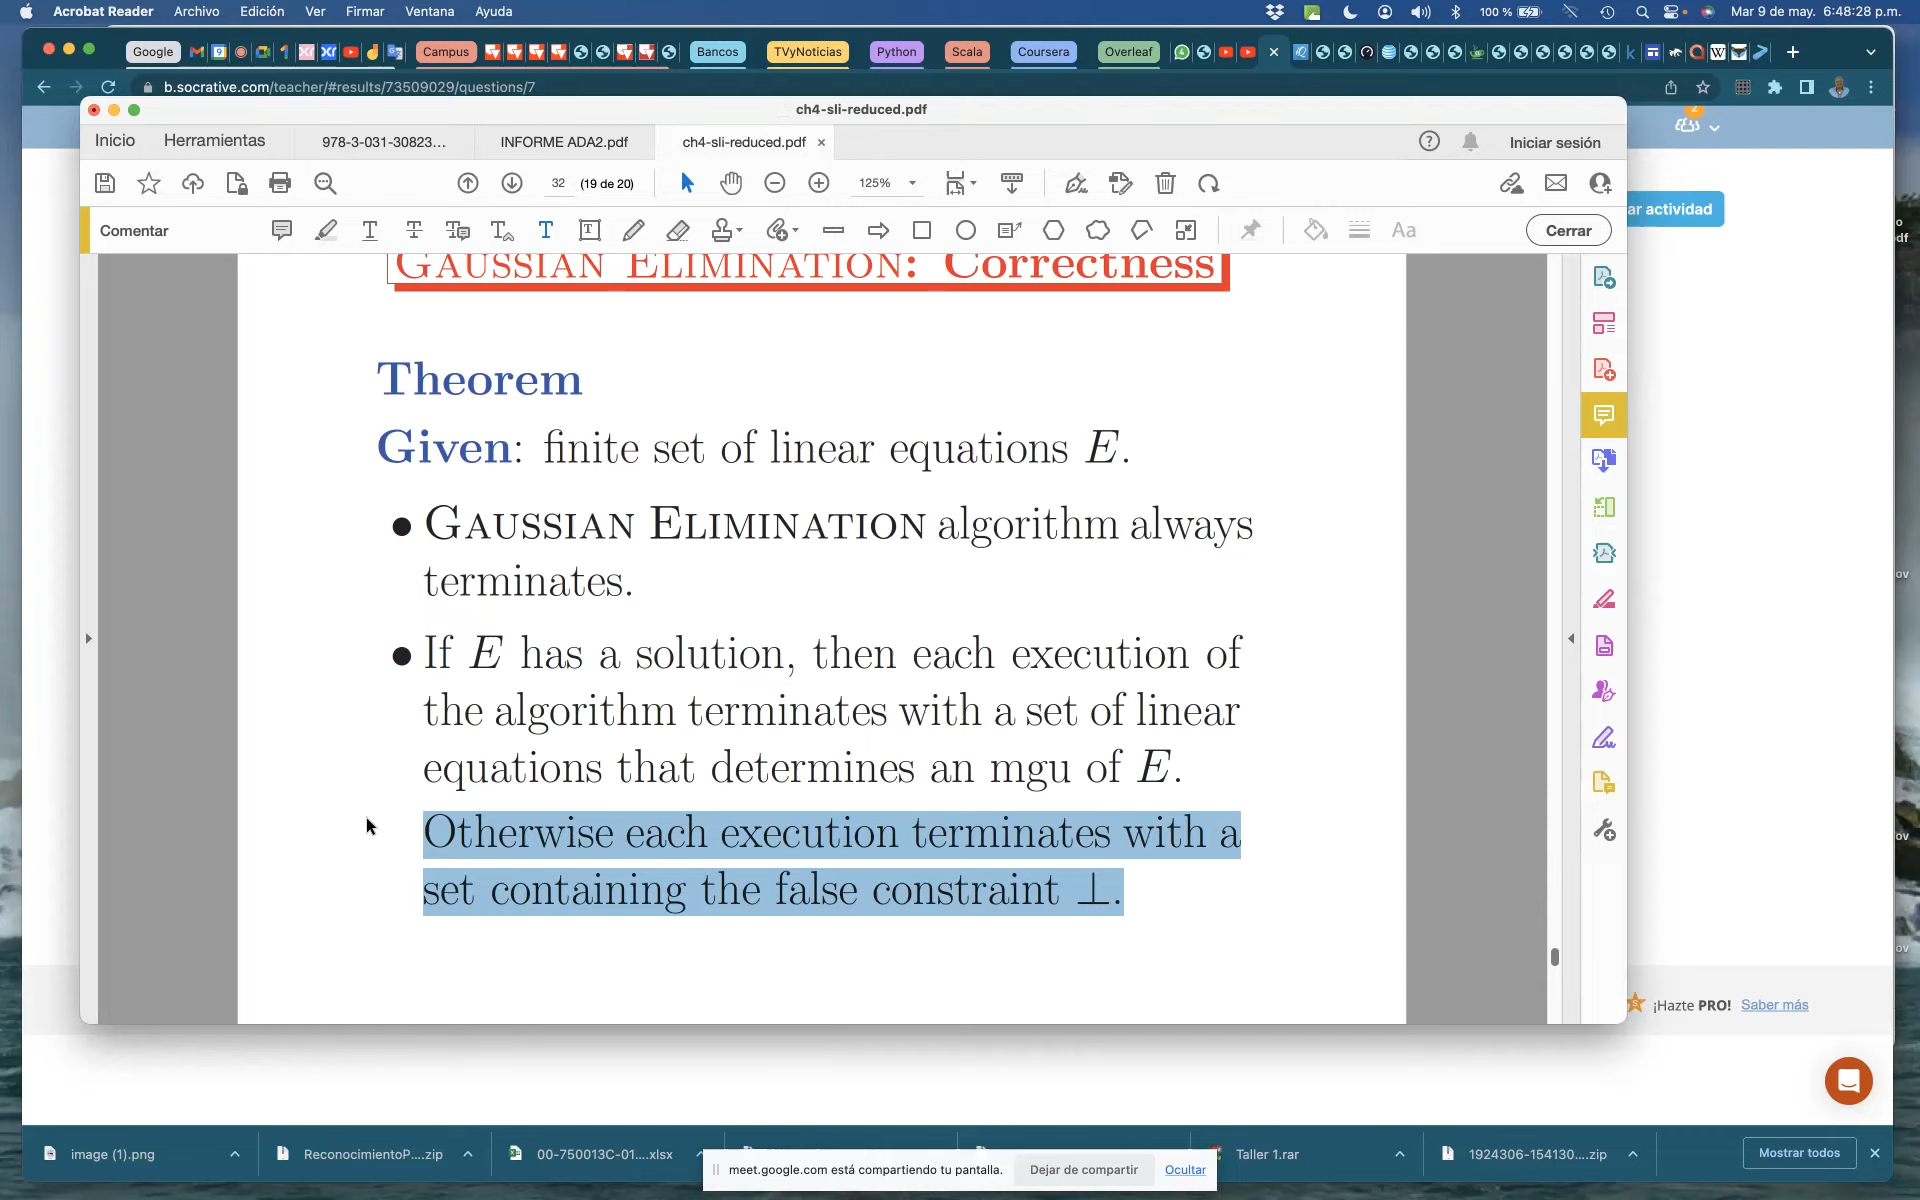 Acrobat Reader Archivo Edición Ver Firmar Ventana Ayuda 100 % Mar 9 de may. 6:48:28 p.m.
Google Campus Bancos TVyNoticias Python Scala Coursera Overleaf
b.socrative.com/teacher/#results/73509029/questions/7
ch4-sli-reduced.pdf
Inicio Herramientas 978-3-031-30823... INFORME ADA2.pdf ch4-sli-reduced.pdf × Iniciar sesión
32 (19 de 20) 125%
ar actividad
Comentar Aa Cerrar
GAUSSIAN ELIMINATION: Correctness
Theorem
Given: finite set of linear equations E.
● GAUSSIAN ELIMINATION algorithm always
terminates.
● If E has a solution, then each execution of
the algorithm terminates with a set of linear
equations that determines an mgu of E.
Otherwise each execution terminates with a
set containing the false constraint ⊥.
¡Hazte PRO! Saber más
image (1).png ReconocimientoP....zip 00-750013C-01....xlsx Taller 1.rar 1924306-154130....zip Mostrar todos
meet.google.com está compartiendo tu pantalla. Dejar de compartir Ocultar